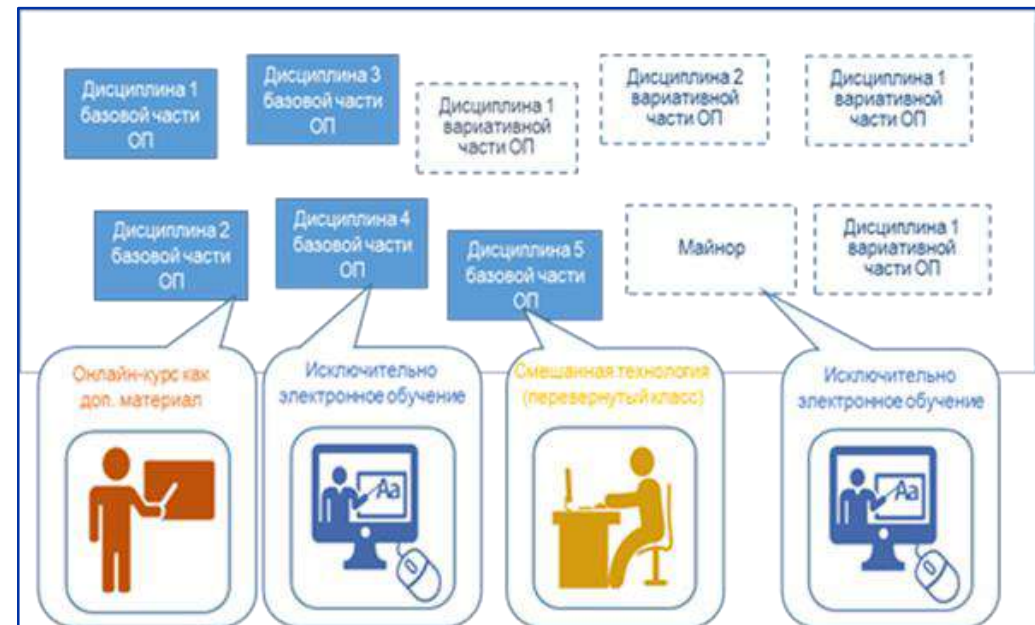 Дисциплина 1
базовой части
ОП
Дисциплина 3
базовой части
ОП
Дисциплина 1
вариативной
части ОП
Дисциплина 2
вариативной
части ОП
Дисциплина 1
вариативной
части ОП
Дисциплина 2
базовой части
ОП
Дисциплина 4
базовой части
ОП
Дисциплина 5
базовой части
ОП
Майнор
Дисциплина 1
вариативной
части ОП
Онлайн-курс как
доп. материал
Исключительно
электронное обучение
Смешанная технология
(перевернутый класс)
Исключительно
электронное обучение
Aa
Aa